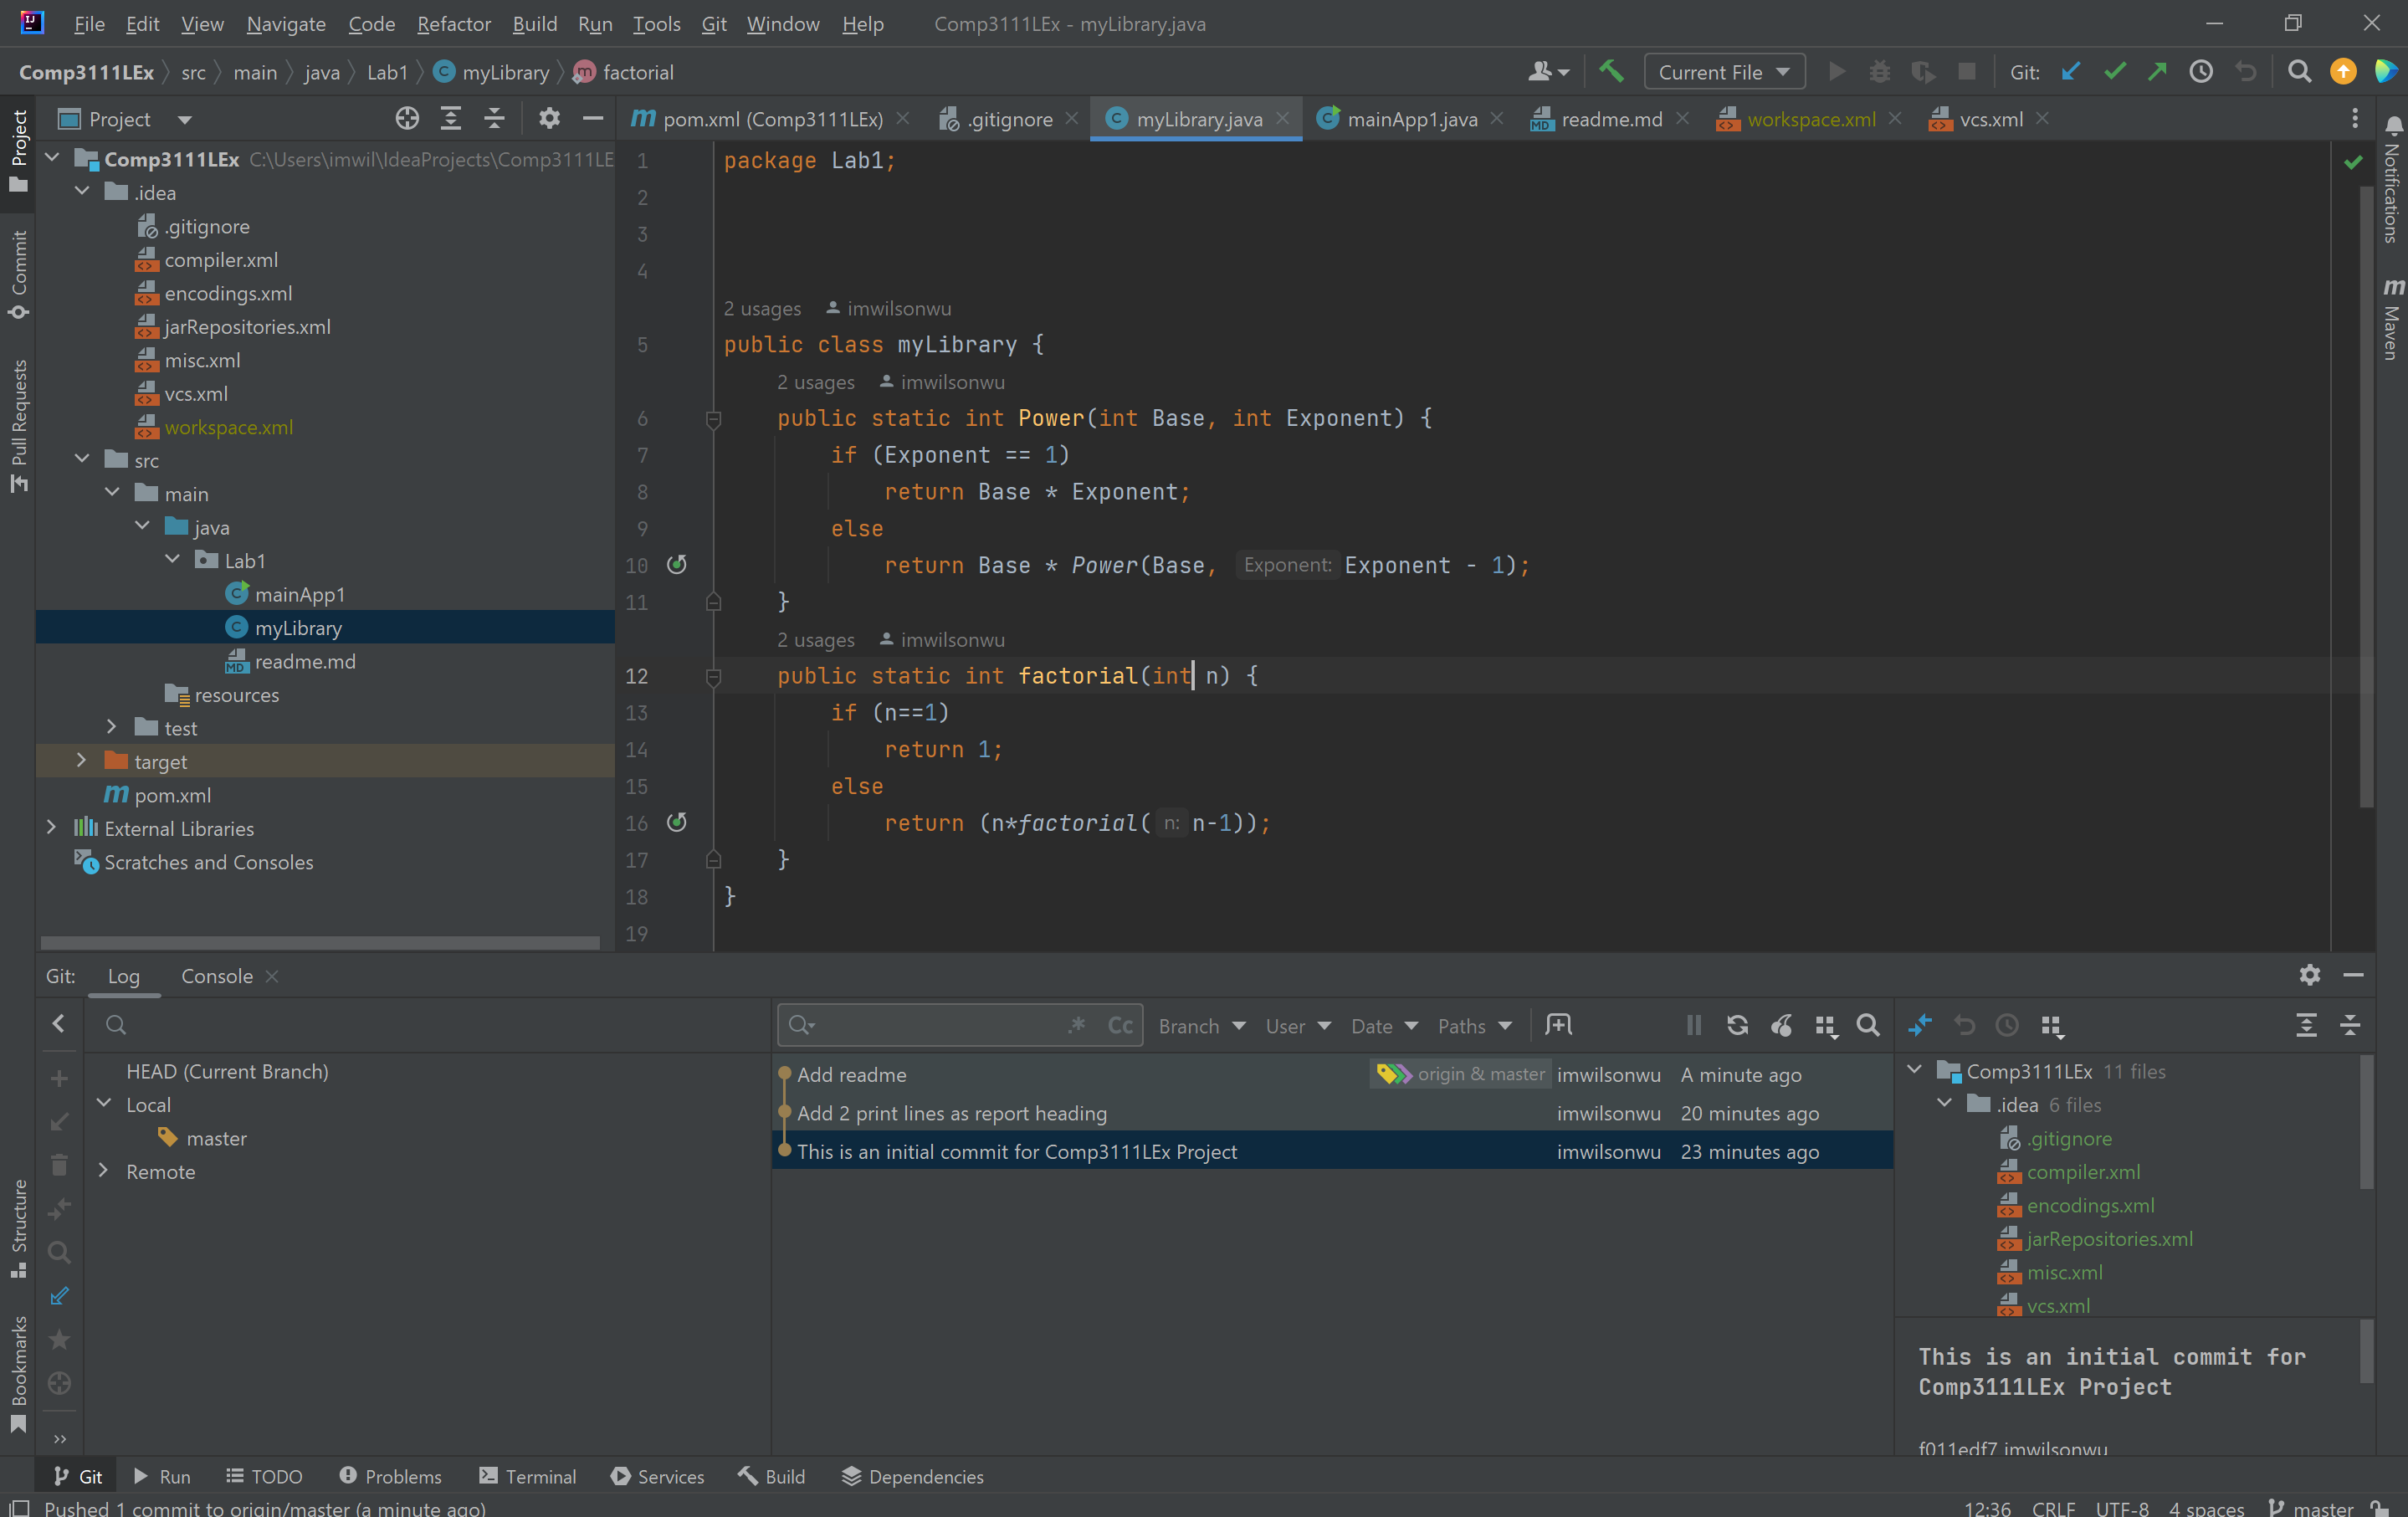 File Edit View Navigate Code Refactor Build Run Tools Git Window Help Comp3111LEx - myLibrary.java
Comp3111LEx src main java Lab1 myLibrary factorial Current File Git:
Project
pom.xml (Comp3111LEx) .gitignore myLibrary.java mainApp1.java readme.md workspace.xml vcs.xml
Project
Commit
Pull Requests
Structure
Bookmarks
Notifications
Maven
Comp3111LEx C:\Users\imwil\IdeaProjects\Comp3111LE
.idea
.gitignore
compiler.xml
encodings.xml
jarRepositories.xml
misc.xml
vcs.xml
workspace.xml
src
main
java
Lab1
mainApp1
myLibrary
readme.md
resources
test
target
pom.xml
External Libraries
Scratches and Consoles
1 package Lab1;
2
3
4
2 usages imwilsonwu
5 public class myLibrary {
2 usages imwilsonwu
6 public static int Power(int Base, int Exponent) {
7 if (Exponent == 1)
8 return Base * Exponent;
9 else
10 return Base * Power(Base, Exponent: Exponent - 1);
11 }
2 usages imwilsonwu
12 public static int factorial(int n) {
13 if (n==1)
14 return 1;
15 else
16 return (n*factorial( n: n-1));
17 }
18 }
19
Git: Log Console
HEAD (Current Branch)
Local
master
Remote
.* Cc Branch User Date Paths
Add readme origin & master imwilsonwu A minute ago
Add 2 print lines as report heading imwilsonwu 20 minutes ago
This is an initial commit for Comp3111LEx Project imwilsonwu 23 minutes ago
Comp3111LEx 11 files
.idea 6 files
.gitignore
compiler.xml
encodings.xml
jarRepositories.xml
misc.xml
vcs.xml
This is an initial commit for
Comp3111LEx Project
f011edf7 imwilsonwu
Git Run TODO Problems Terminal Services Build Dependencies
Pushed 1 commit to origin/master (a minute ago) 12:36 CRLF UTF-8 4 spaces master